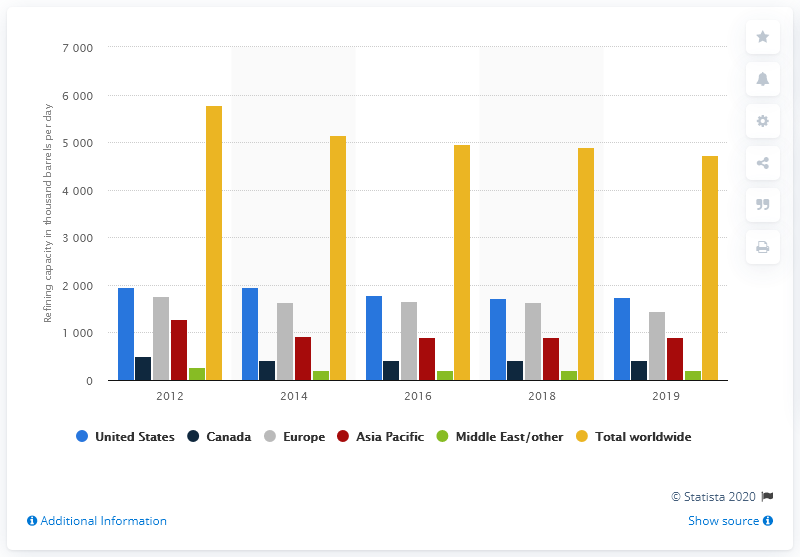 7 000
6 000
5 000
4 000
3 000
2 000
1 000
0
Refining capacity in thousand barrels per day
2012 2014 2016 2018 2019
United States Canada Europe Asia Pacific Middle East/other Total worldwide
© Statista 2020
Additional Information Show source